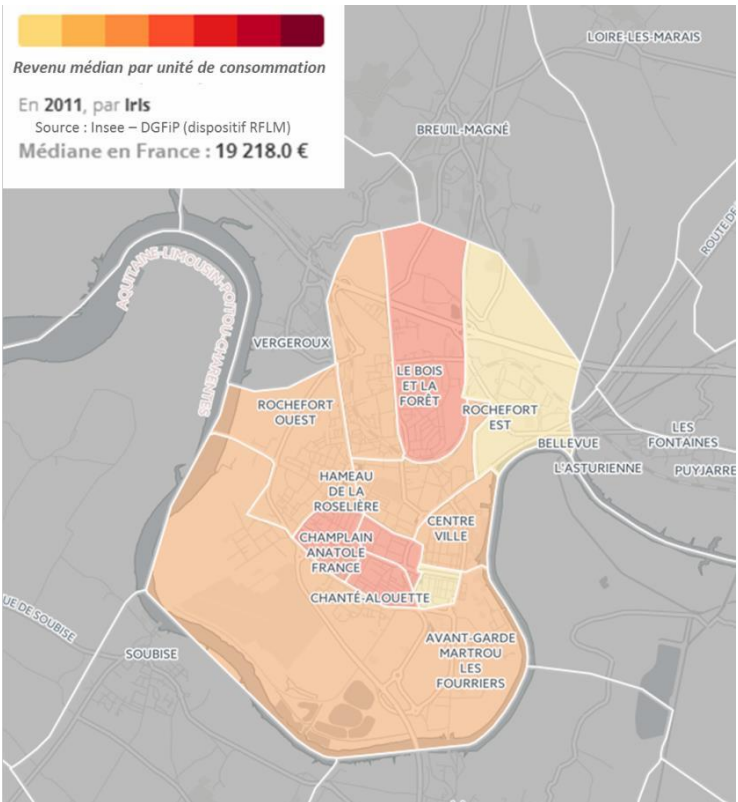 Revenu médian par unité de consommation
En 2011, par Iris
Source : Insee – DGFiP (dispositif RFLM)
Médiane en France : 19 218.0 €
LOIRE-LES-MARAIS
BREUIL-MAGNÉ
ROUTE DE
AQUITAINE-LIMOUSIN-POITOU-CHARENTES
VERGEROUX
LE BOIS
ET LA
FORÊT
ROCHEFORT
OUEST
ROCHEFORT
EST
LES
FONTAINES
BELLEVUE
L'ASTURIENNE
PUYJARRE
HAMEAU
DE LA
ROSELIÈRE
CENTRE
VILLE
CHAMPLAIN
ANATOLE
FRANCE
CHANTÉ-ALOUETTE
UE DE SOUBISE
SOUBISE
AVANT-GARDE
MARTROU
LES
FOURRIERS